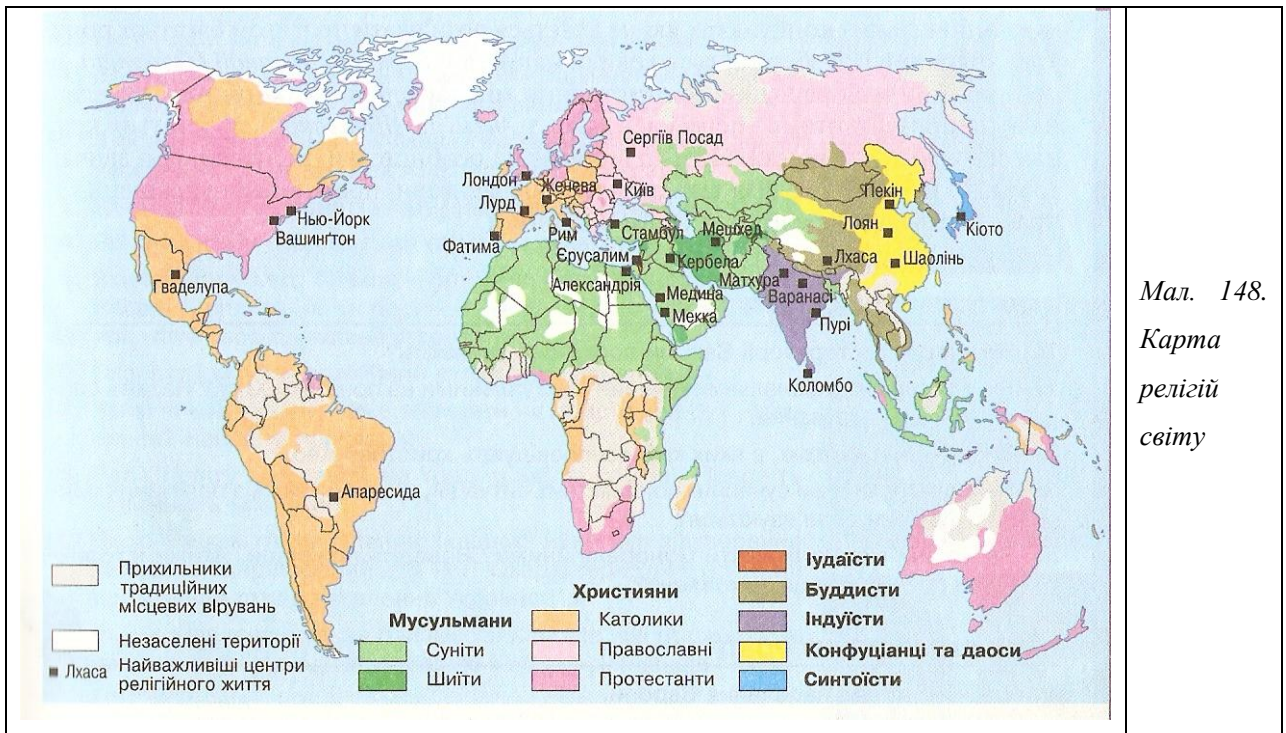 Сергіїв Посад
Лондон
Женева
Київ
Лурд
Пекін
Нью-Йорк
Вашингтон
Рим
Стамбул
Мешхед
Лоян
Кіото
Фатима
Єрусалим
Кербела
Лхаса
Шаолінь
Гваделупа
Александрія
Матхура
Медина
Варанасі
Мекка
Пурі
Коломбо
Апаресида
Прихильники
традиційних
місцевих вірувань
Незаселені території
Лхаса
Найважливіші центри
релігійного життя
Мусульмани
Суніти
Шиїти
Християни
Католики
Православні
Протестанти
Іудаїсти
Буддисти
Індуїсти
Конфуціанці та даоси
Синтоїсти
Мал. 148.
Карта
релігій
світу